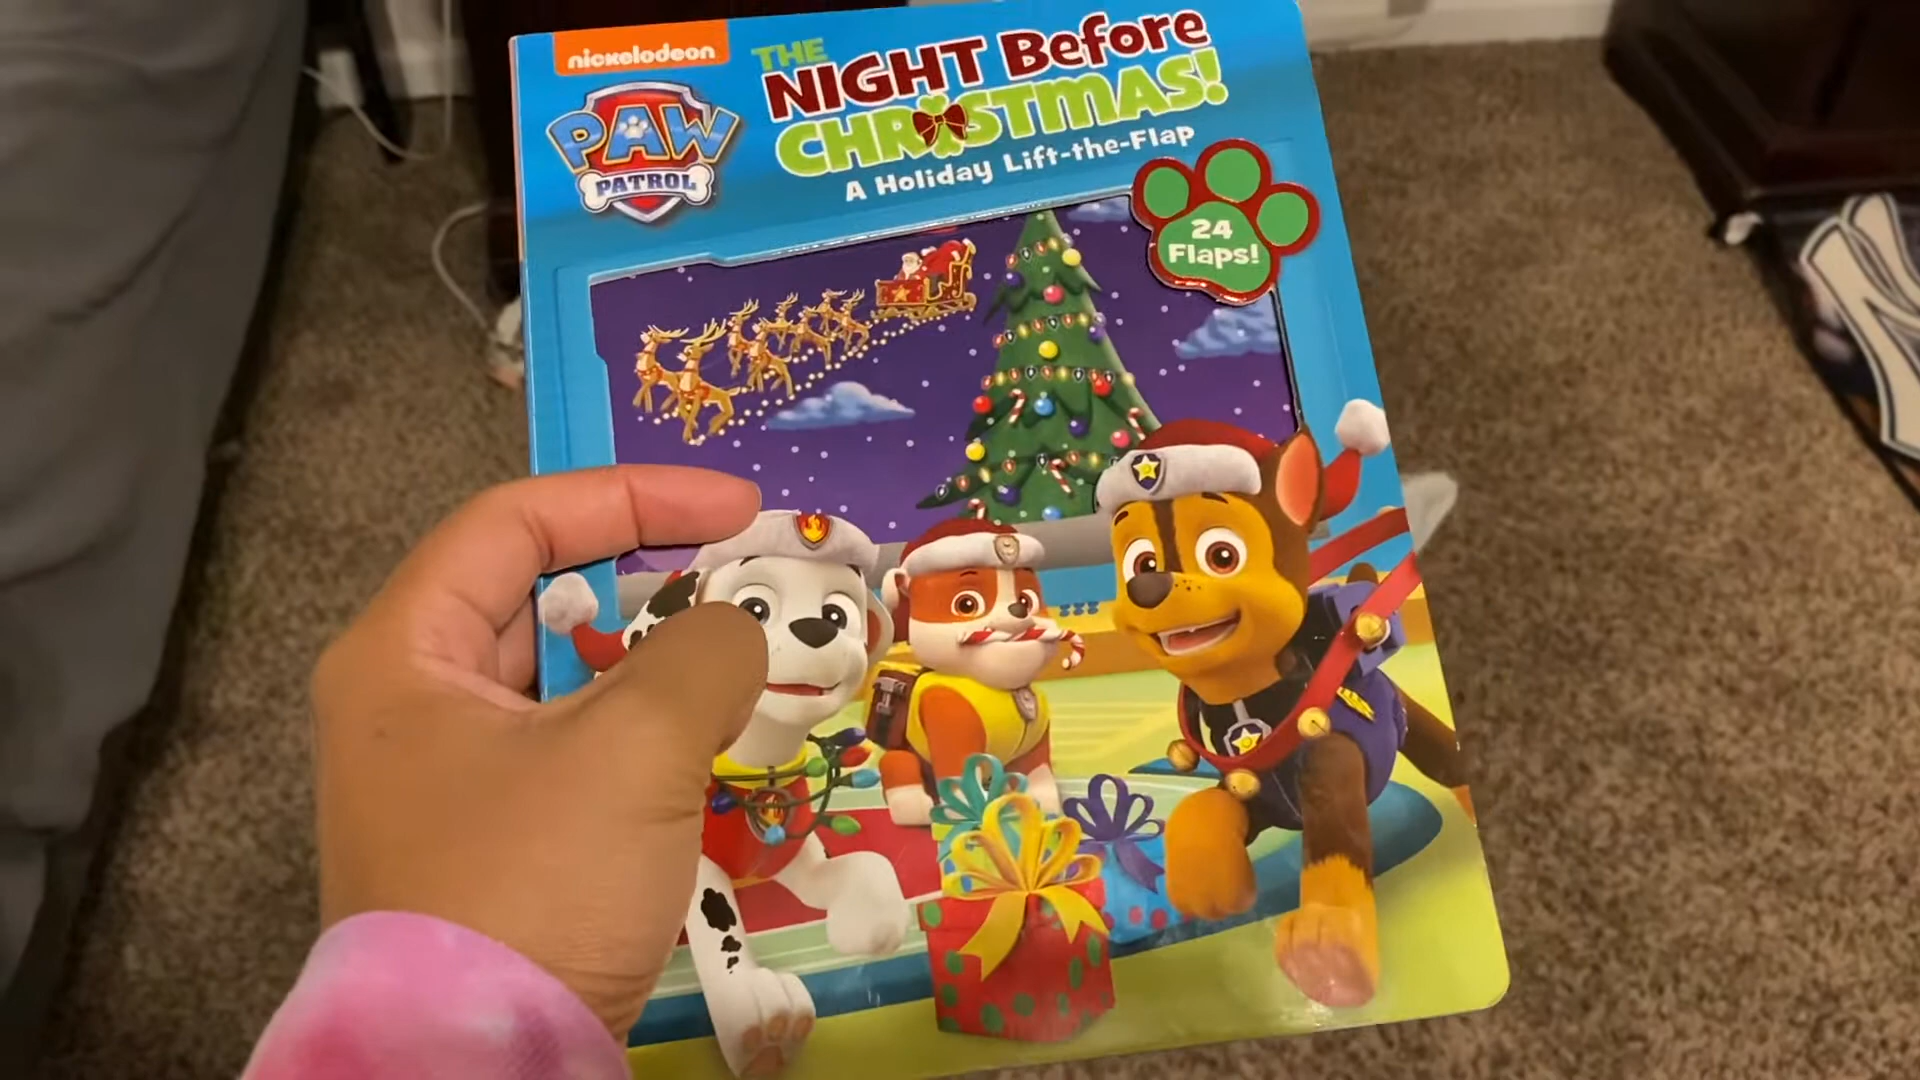 nickelodeon
PAW
PATROL
THE
NIGHT Before
CHRISTMAS!
A Holiday Lift-the-Flap
24
Flaps!